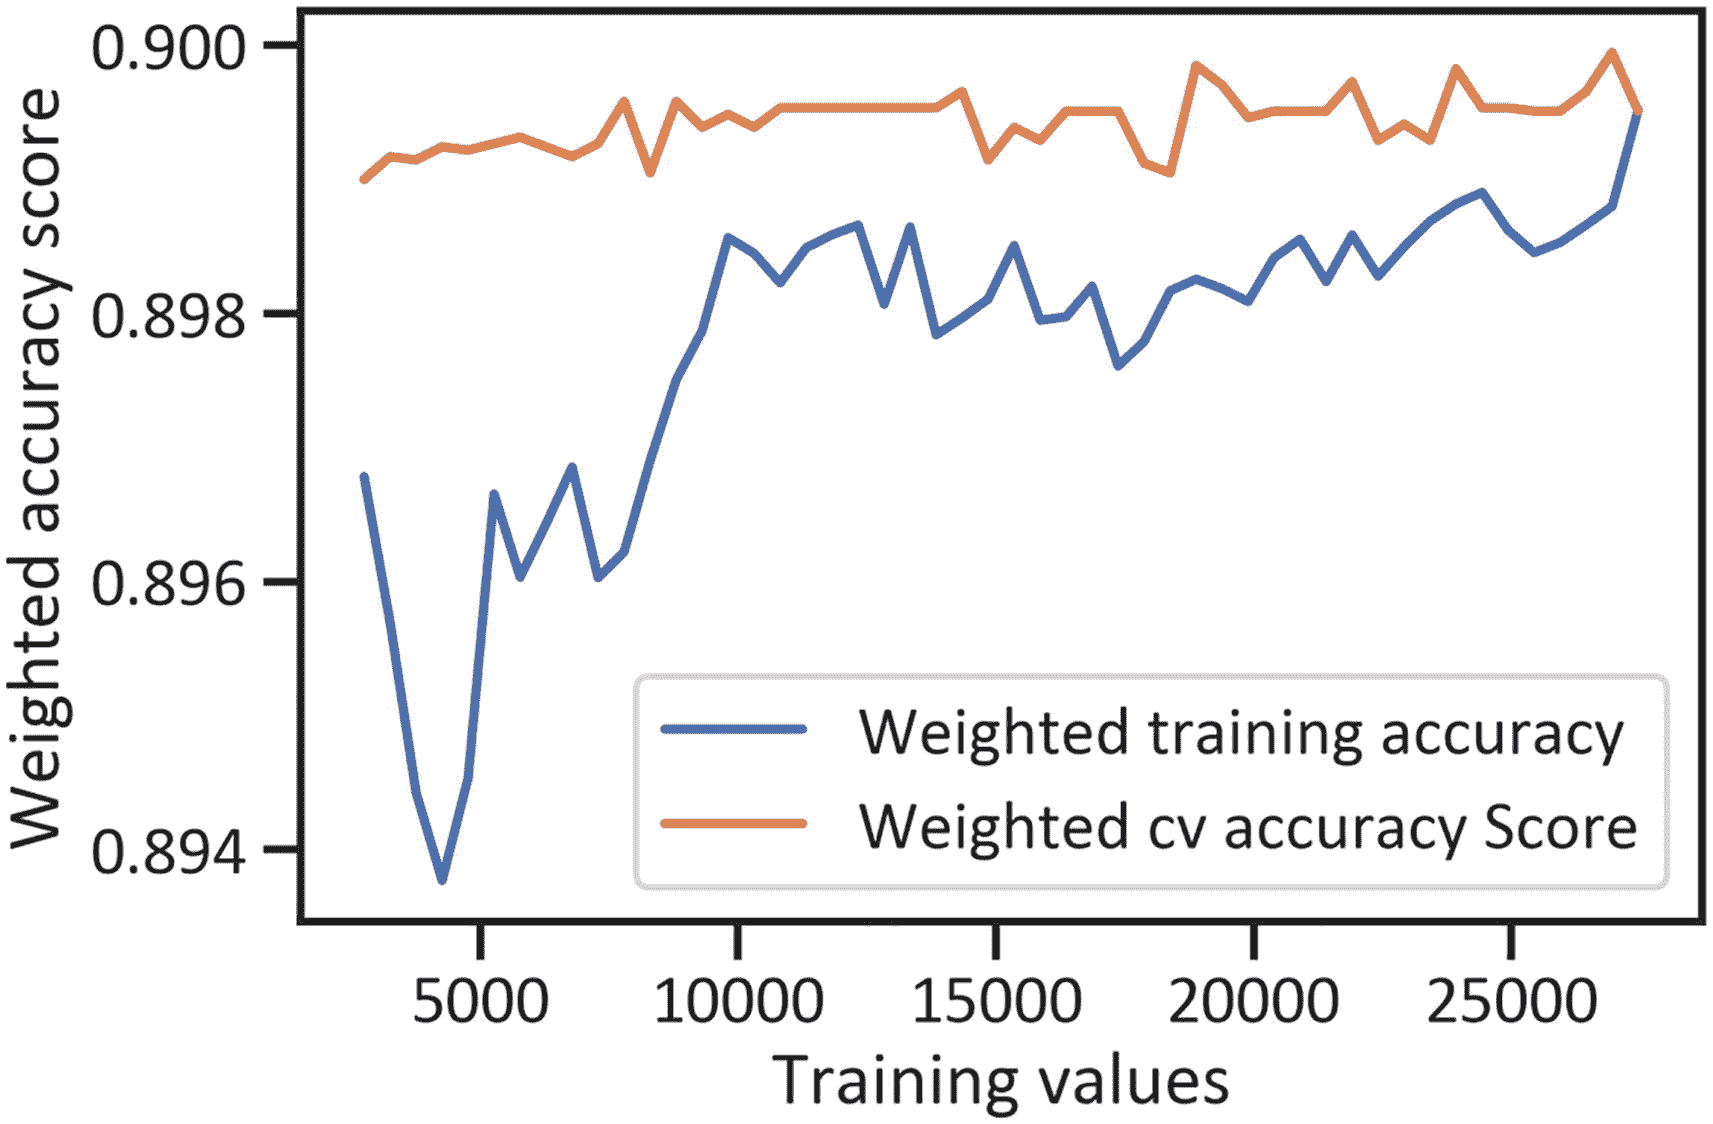 Weighted accuracy score
0.900
0.898
0.896
0.894
Weighted training accuracy
Weighted cv accuracy Score
5000 10000 15000 20000 25000
Training values